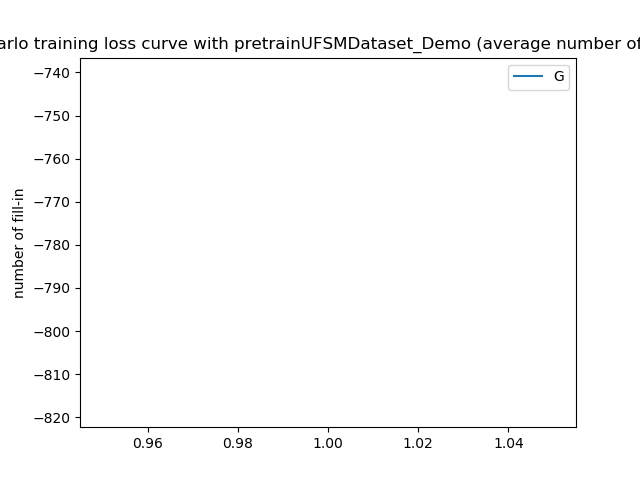 arlo training loss curve with pretrainUFSMDataset_Demo (average number of
G
−740
−750
−760
−770
−780
−790
−800
−810
−820
number of fill-in
0.96 0.98 1.00 1.02 1.04